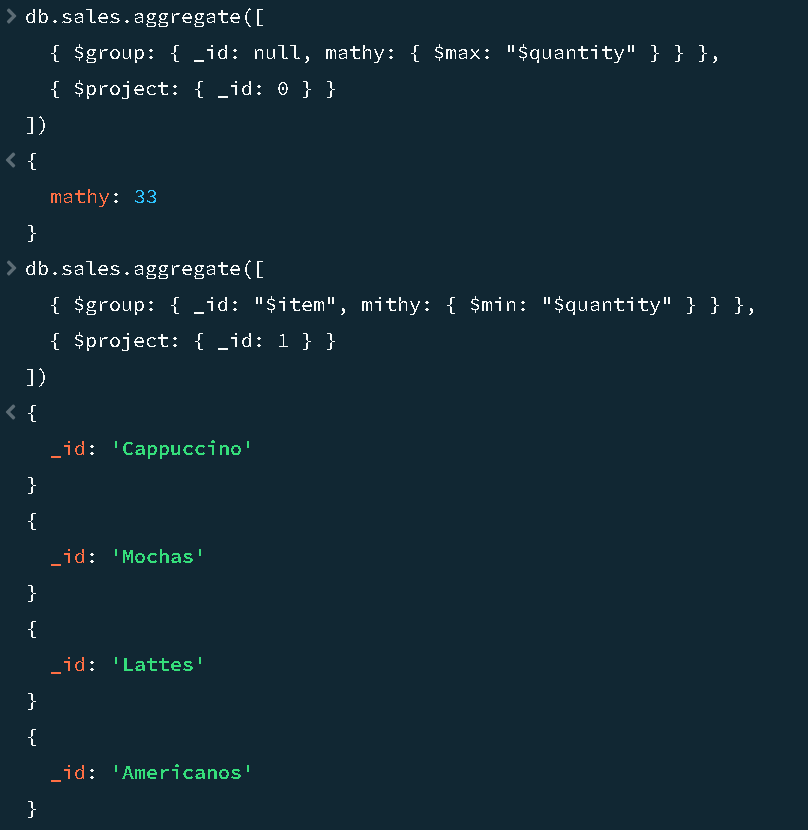 > db.sales.aggregate([
{ $group: { _id: null, mathy: { $max: "$quantity" } } },
{ $project: { _id: 0 } }
])
< {
mathy: 33
}
> db.sales.aggregate([
{ $group: { _id: "$item", mithy: { $min: "$quantity" } } },
{ $project: { _id: 1 } }
])
< {
_id: 'Cappuccino'
}
{
_id: 'Mochas'
}
{
_id: 'Lattes'
}
{
_id: 'Americanos'
}